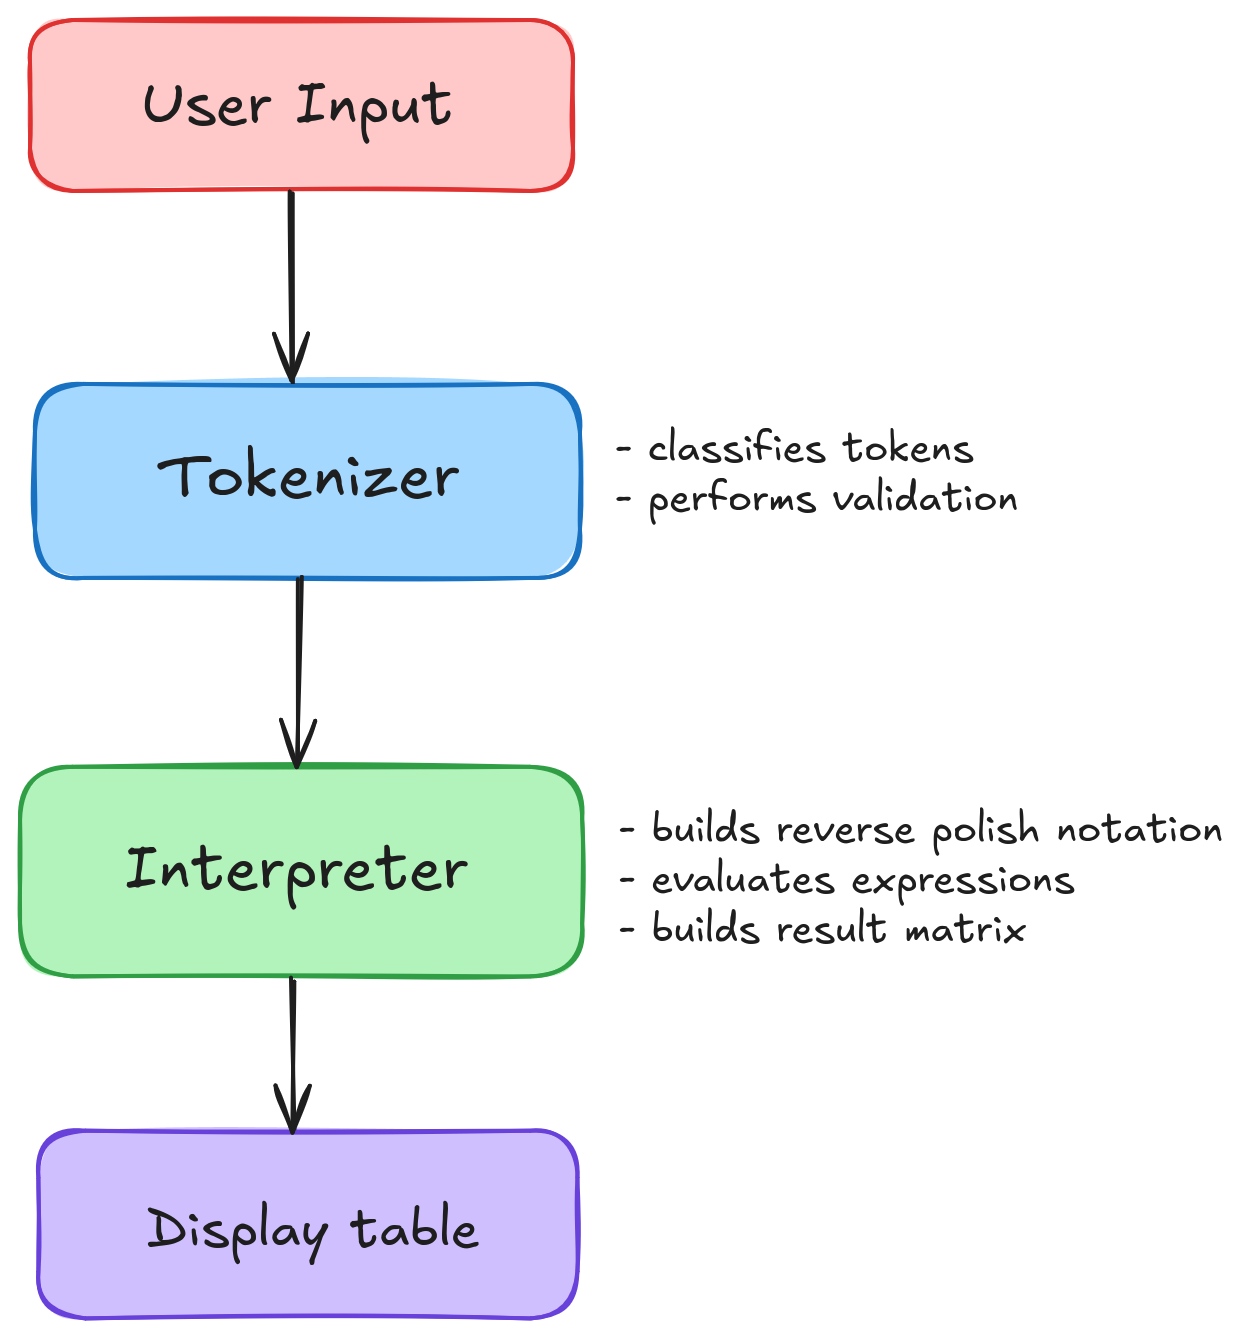 User Input
Tokenizer
- classifies tokens
- performs validation
Interpreter
- builds reverse polish notation
- evaluates expressions
- builds result matrix
Display table